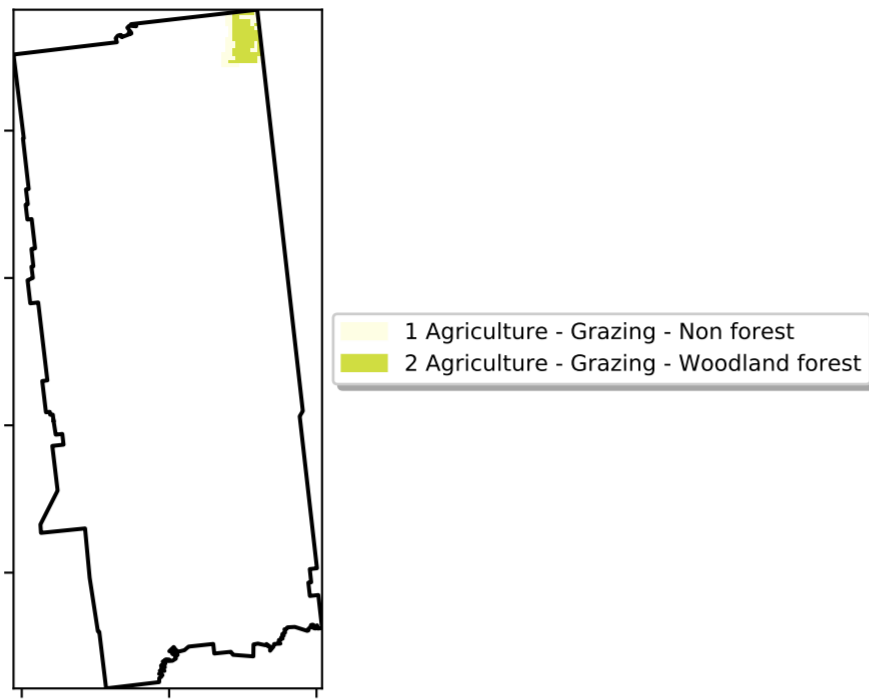 1 Agriculture - Grazing - Non forest
2 Agriculture - Grazing - Woodland forest